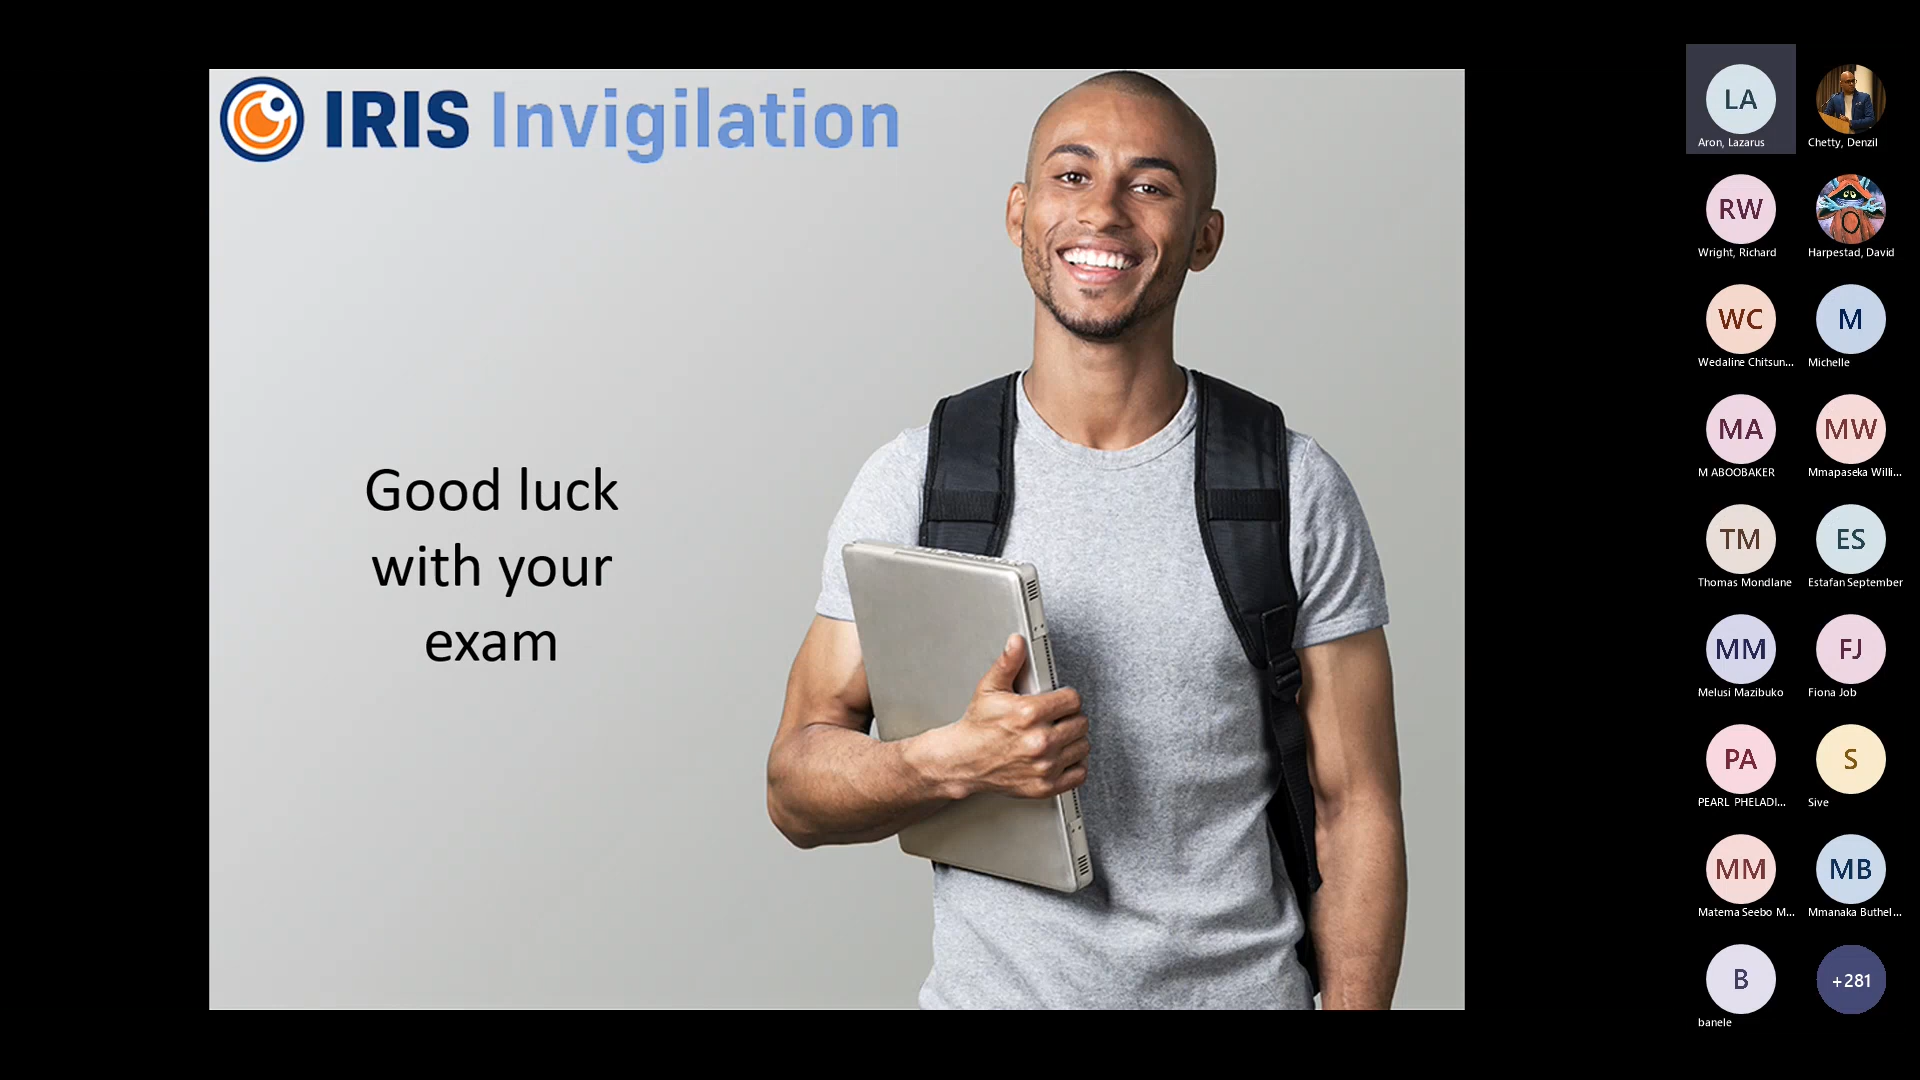 IRIS Invigilation
Good luck
with your
exam
LA
Aron, Lazarus
Chetty, Denzil
RW
Wright, Richard
Harpestad, David
WC
Wedaline Chitsun...
M
Michelle
MA
M ABOOBAKER
MW
Mmapaseka Willi...
TM
Thomas Mondlane
ES
Estafan September
MM
Melusi Mazibuko
FJ
Fiona Job
PA
PEARL PHELADI...
S
Sive
MM
Matema Seebo M...
MB
Mmanaka Buthel...
B
banele
+281